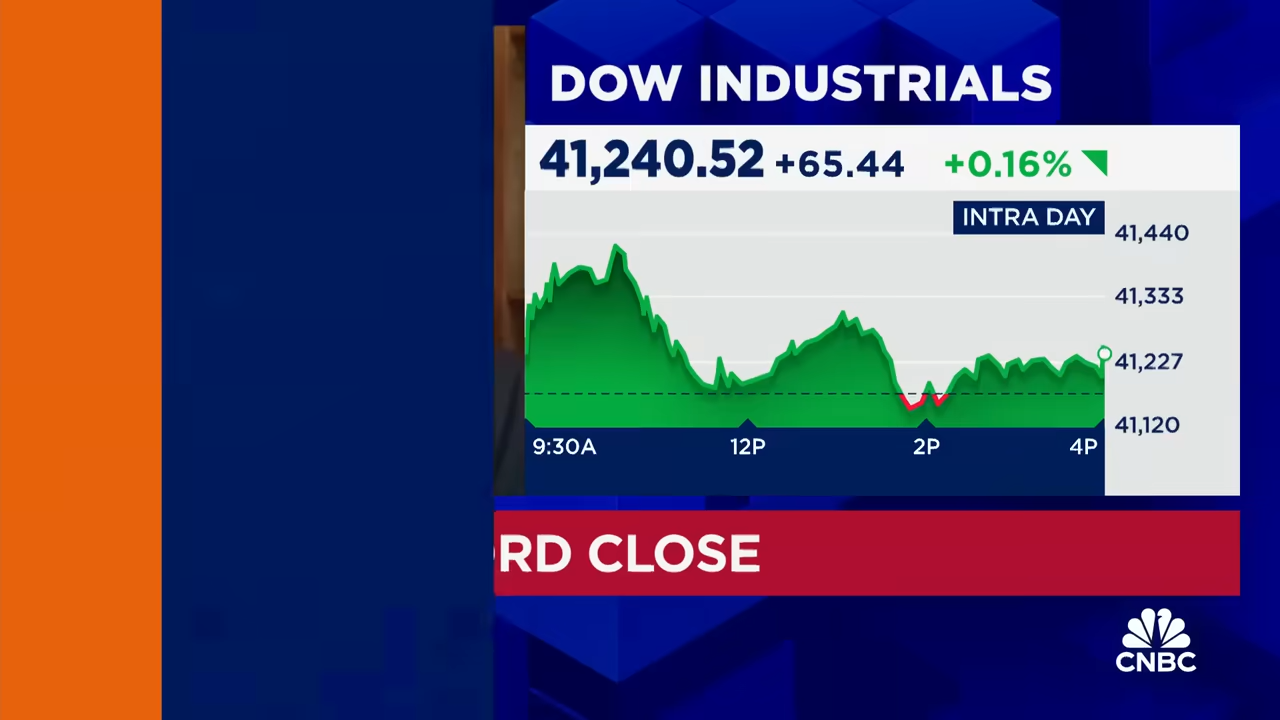 DOW INDUSTRIALS
41,240.52 +65.44 +0.16%
INTRA DAY
41,440
41,333
41,227
41,120
9:30A 12P 2P 4P
RD CLOSE
CNBC